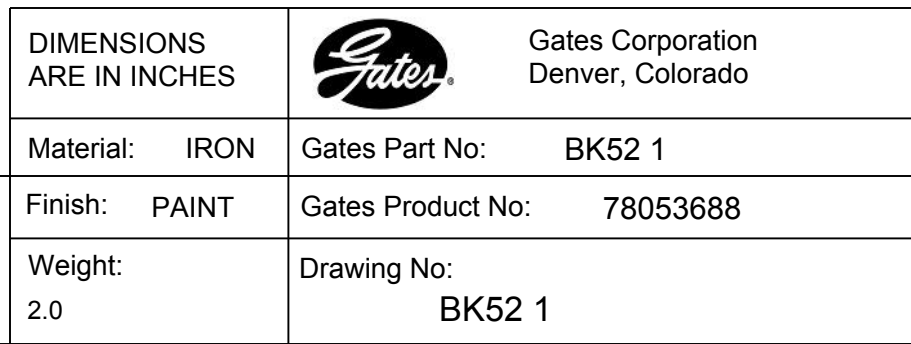 DIMENSIONS
ARE IN INCHES
Gates®
Gates Corporation
Denver, Colorado
Material: IRON
Gates Part No: BK52 1
Finish: PAINT
Gates Product No: 78053688
Weight:
2.0
Drawing No:
BK52 1